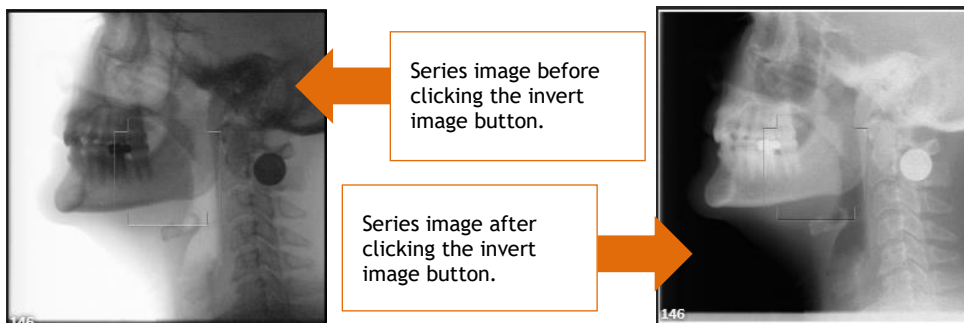 Series image before
clicking the invert
image button.
Series image after
clicking the invert
image button.
146
146